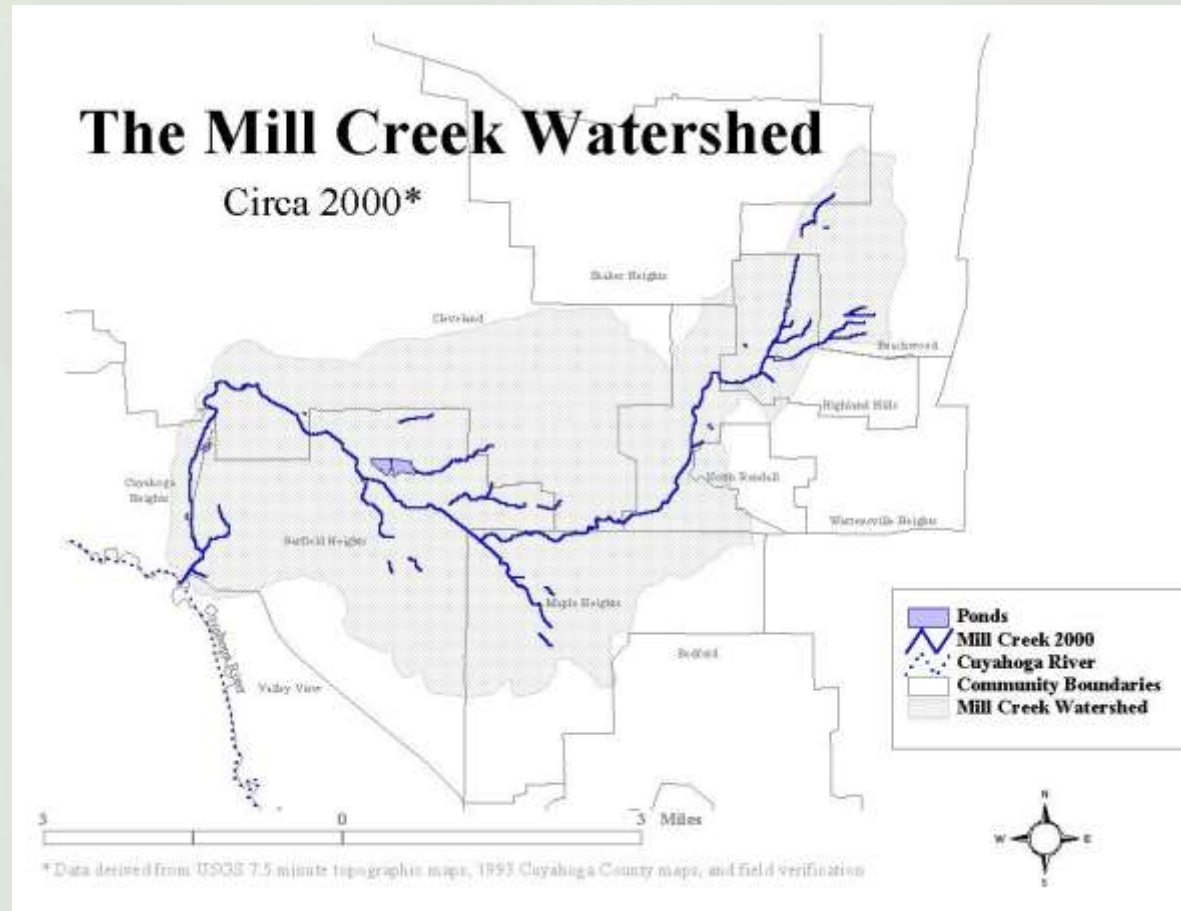 The Mill Creek Watershed
Circa 2000*
Shaker Heights
Cleveland
Beachwood
Highland Hills
Cuyahoga
Heights
North Randall
Warrensville Heights
Garfield Heights
Maple Heights
Cuyahoga River
Bedford
Valley View
Ponds
Mill Creek 2000
Cuyahoga River
Community Boundaries
Mill Creek Watershed
3 0 3 Miles
N
W E
S
* Data derived from USGS 7.5 minute topographic maps, 1993 Cuyahoga County maps, and field verification